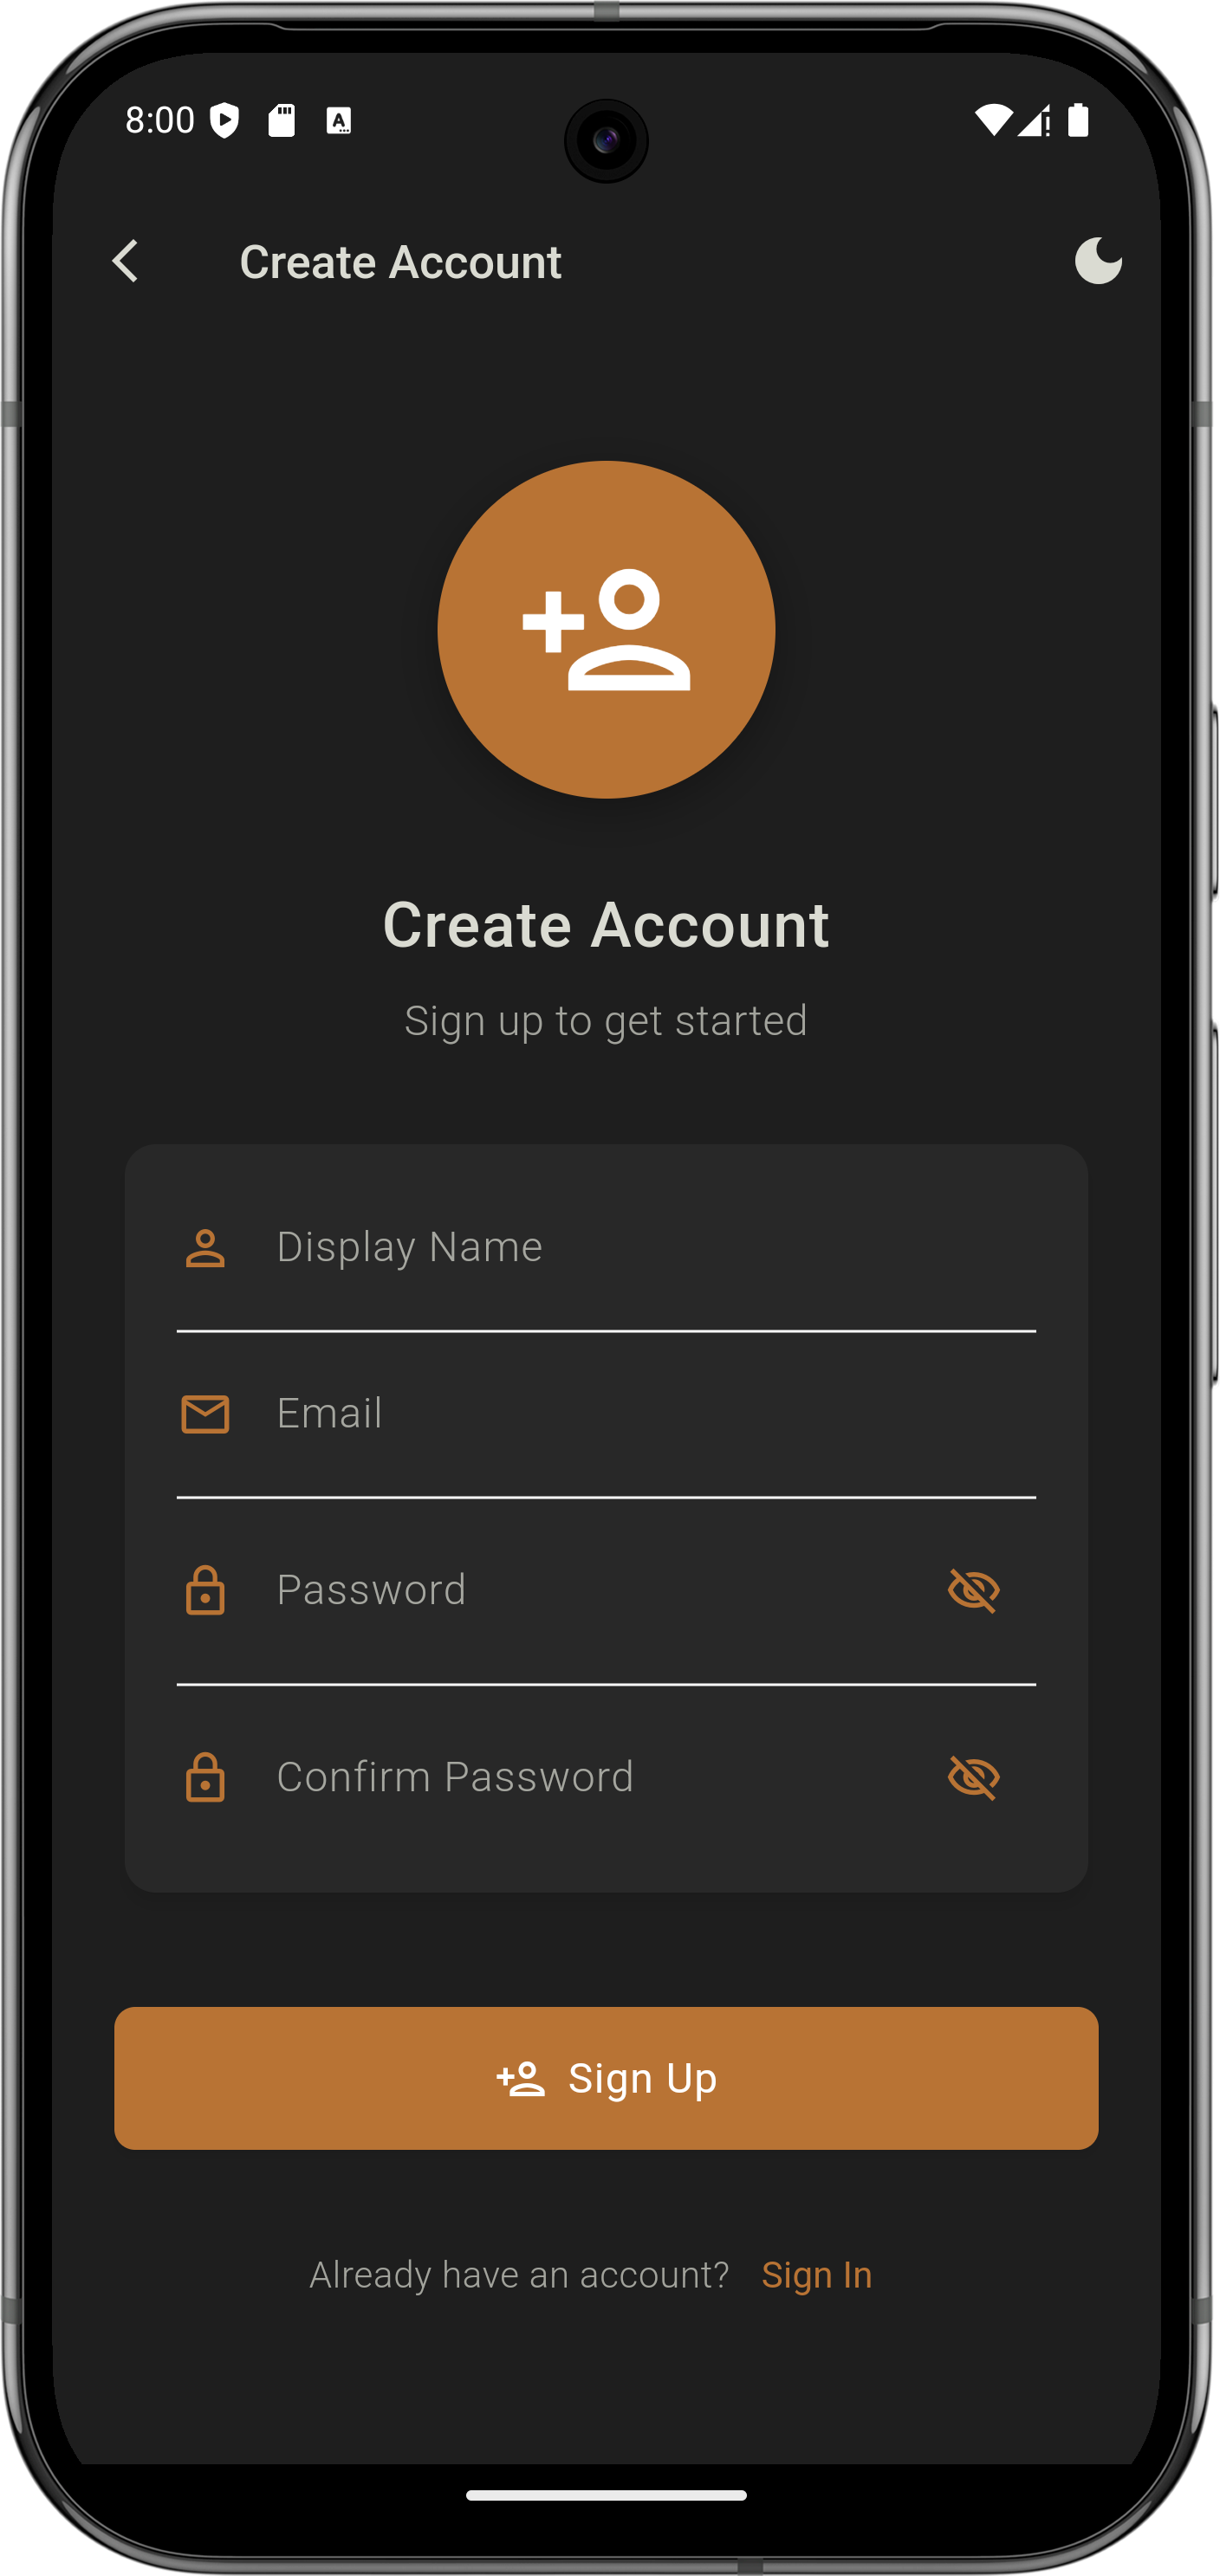 8:00
Create Account
Create Account
Sign up to get started
Display Name
Email
Password
Confirm Password
Sign Up
Already have an account? Sign In